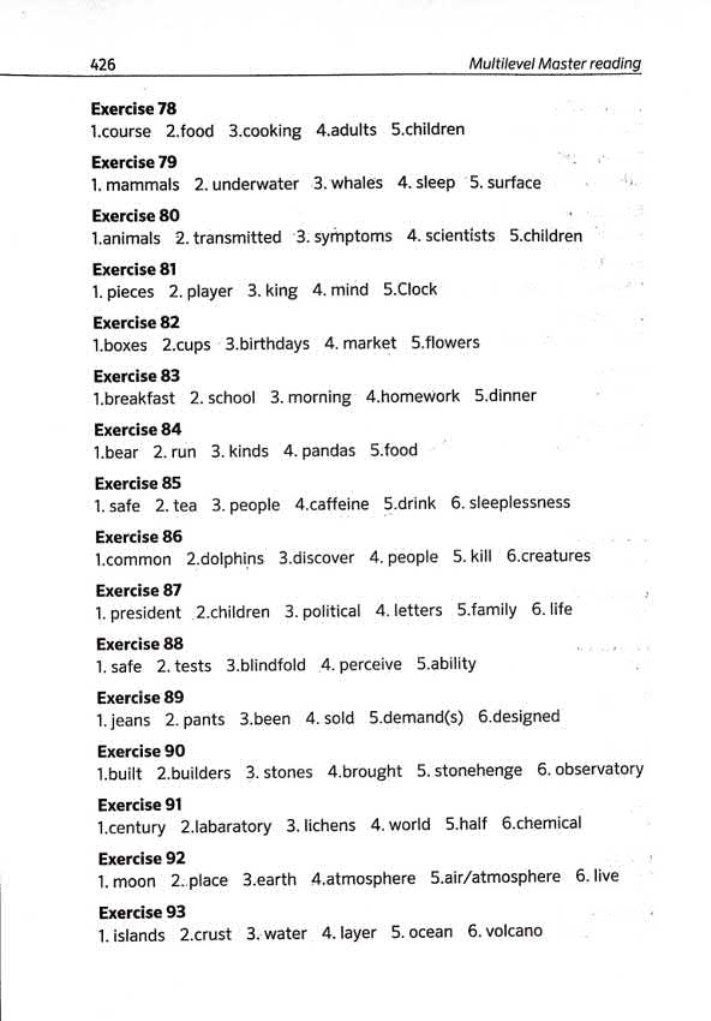 426 Multilevel Master reading
Exercise 78
1.course 2.food 3.cooking 4.adults 5.children
Exercise 79
1. mammals 2. underwater 3. whales 4. sleep 5. surface
Exercise 80
1.animals 2. transmitted 3. symptoms 4. scientists 5.children
Exercise 81
1. pieces 2. player 3. king 4. mind 5.Clock
Exercise 82
1.boxes 2.cups 3.birthdays 4. market 5.flowers
Exercise 83
1.breakfast 2. school 3. morning 4.homework 5.dinner
Exercise 84
1.bear 2. run 3. kinds 4. pandas 5.food
Exercise 85
1. safe 2. tea 3. people 4.caffeine 5.drink 6. sleeplessness
Exercise 86
1.common 2.dolphins 3.discover 4. people 5. kill 6.creatures
Exercise 87
1. president 2.children 3. political 4. letters 5.family 6. life
Exercise 88
1. safe 2. tests 3.blindfold 4. perceive 5.ability
Exercise 89
1. jeans 2. pants 3.been 4. sold 5.demand(s) 6.designed
Exercise 90
1.built 2.builders 3. stones 4.brought 5. stonehenge 6. observatory
Exercise 91
1.century 2.labaratory 3. lichens 4. world 5.half 6.chemical
Exercise 92
1. moon 2. place 3.earth 4.atmosphere 5.air/atmosphere 6. live
Exercise 93
1. islands 2.crust 3. water 4. layer 5. ocean 6. volcano